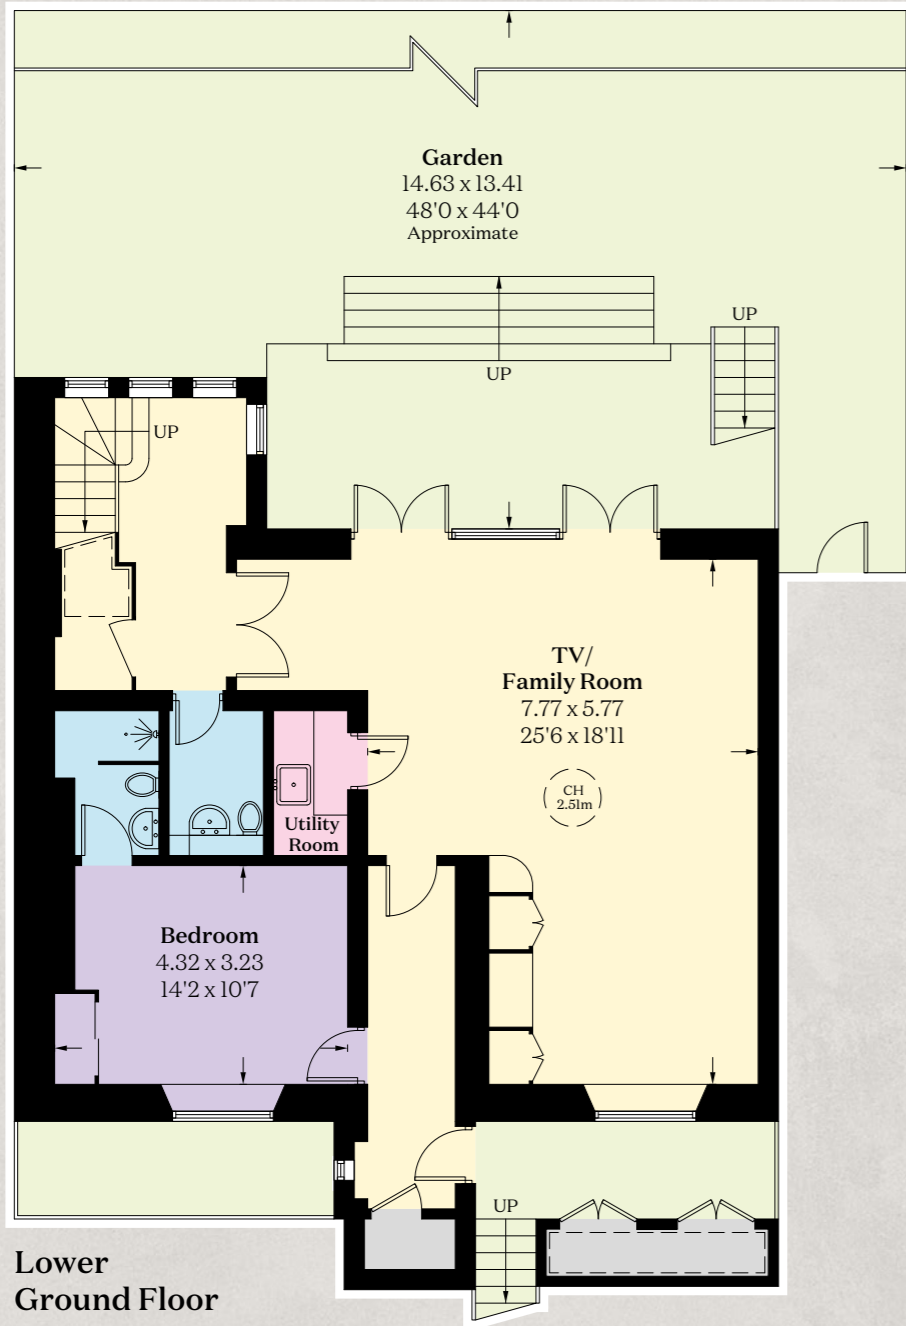 Garden
14.63 x 13.41
48'0 x 44'0
Approximate
UP
UP
UP
TV/
Family Room
7.77 x 5.77
25'6 x 18'11
CH
2.51m
Utility
Room
Bedroom
4.32 x 3.23
14'2 x 10'7
UP
Lower
Ground Floor